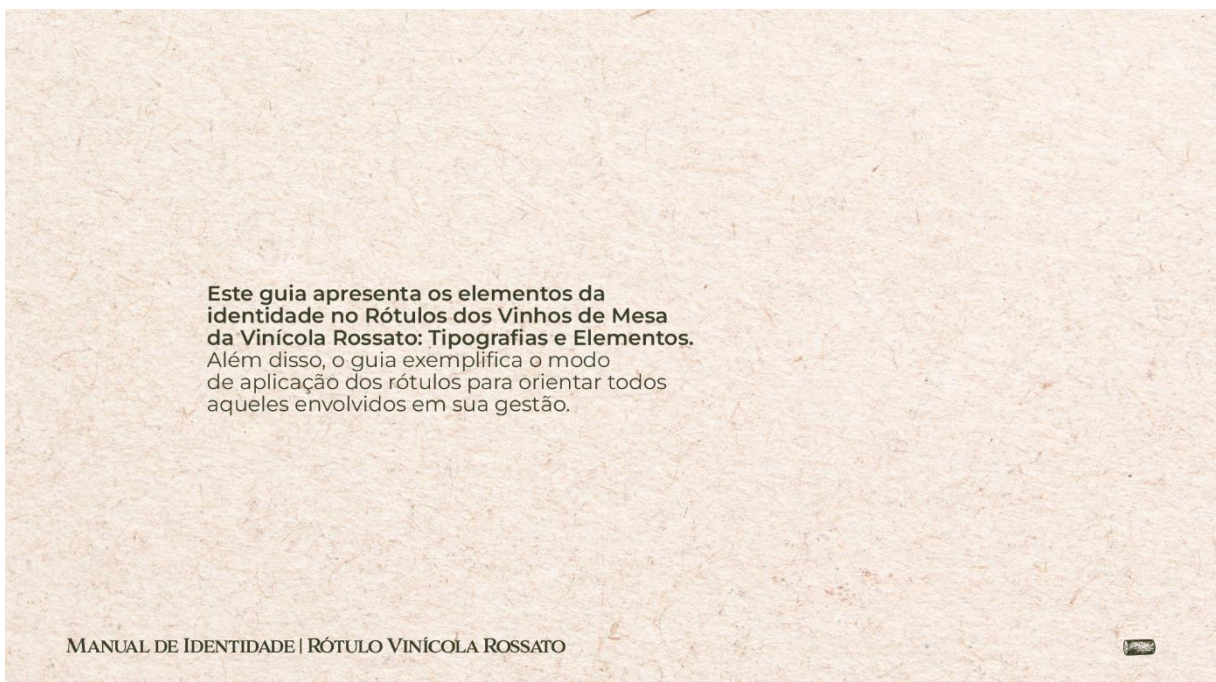 Este guia apresenta os elementos da
identidade no Rótulos dos Vinhos de Mesa
da Vinícola Rossato: Tipografias e Elementos.
Além disso, o guia exemplifica o modo
de aplicação dos rótulos para orientar todos
aqueles envolvidos em sua gestão.
MANUAL DE IDENTIDADE | RÓTULO VINÍCOLA ROSSATO